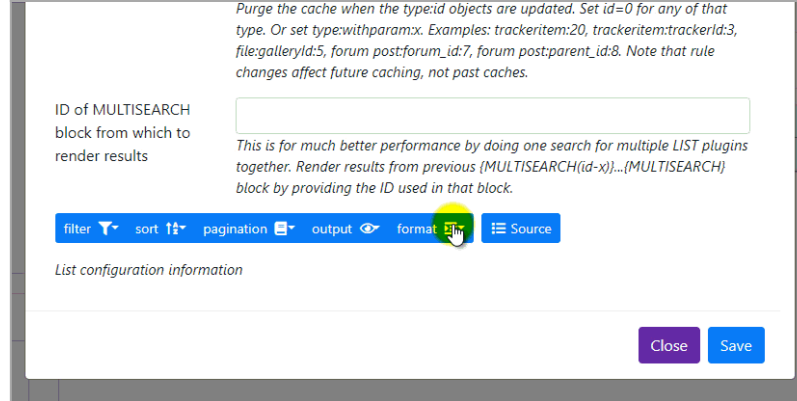 Purge the cache when the type:id objects are updated. Set id=0 for any of that
type. Or set type:withparam:x. Examples: trackeritem:20, trackeritem:trackerId:3,
file:galleryId:5, forum post:forum_id:7, forum post:parent_id:8. Note that rule
changes affect future caching, not past caches.
ID of MULTISEARCH
block from which to
render results
This is for much better performance by doing one search for multiple LIST plugins
together. Render results from previous {MULTISEARCH(id-x)}...{MULTISEARCH}
block by providing the ID used in that block.
filter sort pagination output format Source
List configuration information
Close Save